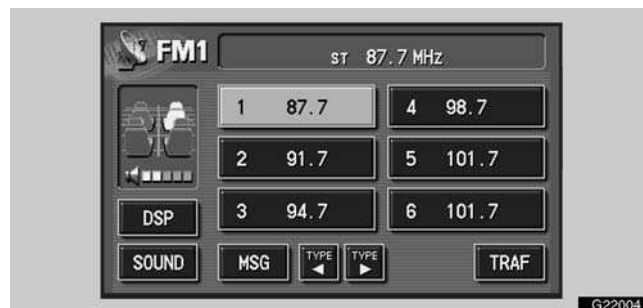 FM1 ST 87.7 MHz
1 87.7 4 98.7
2 91.7 5 101.7
3 94.7 6 101.7
DSP
SOUND MSG TYPE TYPE TRAF
G22004